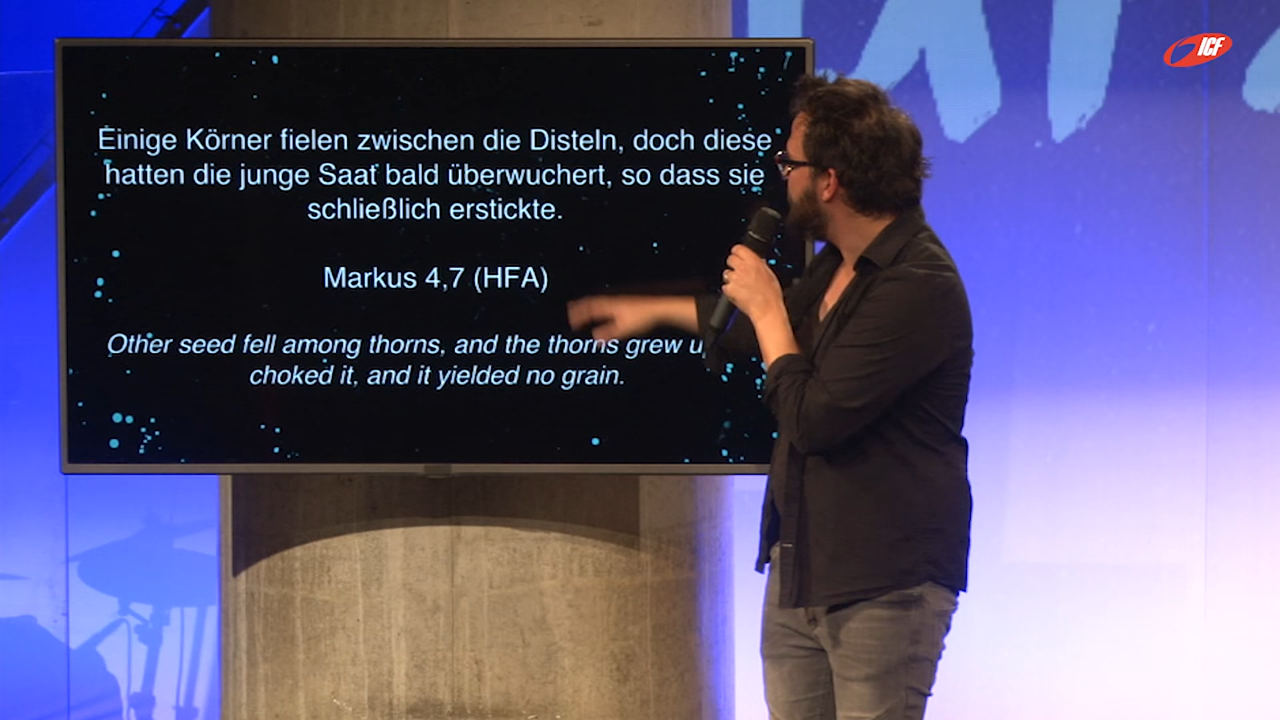 ICF
Einige Körner fielen zwischen die Disteln, doch diese
hatten die junge Saat bald überwuchert, so dass sie
schließlich erstickte.
Markus 4,7 (HFA)
Other seed fell among thorns, and the thorns grew
choked it, and it yielded no grain.